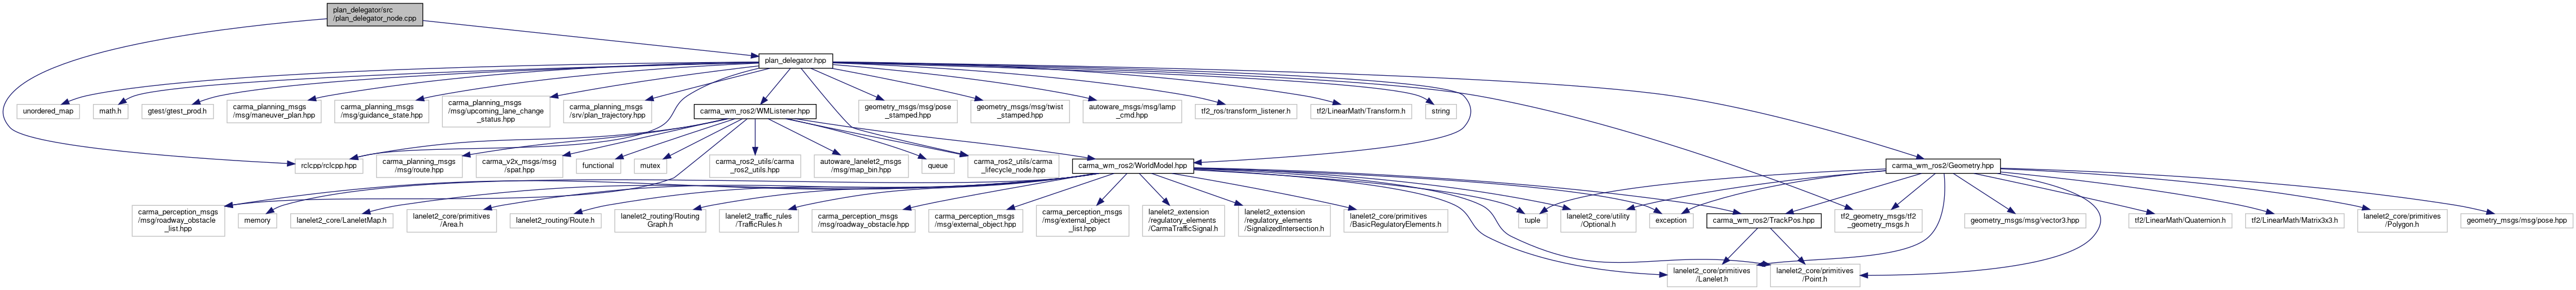 plan_delegator/src
/plan_delegator_node.cpp
plan_delegator.hpp
unordered_map
math.h
gtest/gtest_prod.h
carma_planning_msgs
/msg/maneuver_plan.hpp
carma_planning_msgs
/msg/guidance_state.hpp
carma_planning_msgs
/msg/upcoming_lane_change
_status.hpp
carma_planning_msgs
/srv/plan_trajectory.hpp
carma_wm_ros2/WMListener.hpp
geometry_msgs/msg/pose
_stamped.hpp
geometry_msgs/msg/twist
_stamped.hpp
autoware_msgs/msg/lamp
_cmd.hpp
tf2_ros/transform_listener.h
tf2/LinearMath/Transform.h
string
rclcpp/rclcpp.hpp
carma_planning_msgs
/msg/route.hpp
carma_v2x_msgs/msg
/spat.hpp
functional
mutex
carma_ros2_utils/carma
_ros2_utils.hpp
autoware_lanelet2_msgs
/msg/map_bin.hpp
queue
carma_ros2_utils/carma
_lifecycle_node.hpp
carma_wm_ros2/WorldModel.hpp
carma_wm_ros2/Geometry.hpp
carma_perception_msgs
/msg/roadway_obstacle
_list.hpp
memory
lanelet2_core/LaneletMap.h
lanelet2_core/primitives
/Area.h
lanelet2_routing/Route.h
lanelet2_routing/Routing
Graph.h
lanelet2_traffic_rules
/TrafficRules.h
carma_perception_msgs
/msg/roadway_obstacle.hpp
carma_perception_msgs
/msg/external_object.hpp
carma_perception_msgs
/msg/external_object
_list.hpp
lanelet2_extension
/regulatory_elements
/CarmaTrafficSignal.h
lanelet2_extension
/regulatory_elements
/SignalizedIntersection.h
lanelet2_core/primitives
/BasicRegulatoryElements.h
tuple
lanelet2_core/utility
/Optional.h
exception
carma_wm_ros2/TrackPos.hpp
tf2_geometry_msgs/tf2
_geometry_msgs.h
geometry_msgs/msg/vector3.hpp
tf2/LinearMath/Quaternion.h
tf2/LinearMath/Matrix3x3.h
lanelet2_core/primitives
/Polygon.h
geometry_msgs/msg/pose.hpp
lanelet2_core/primitives
/Lanelet.h
lanelet2_core/primitives
/Point.h